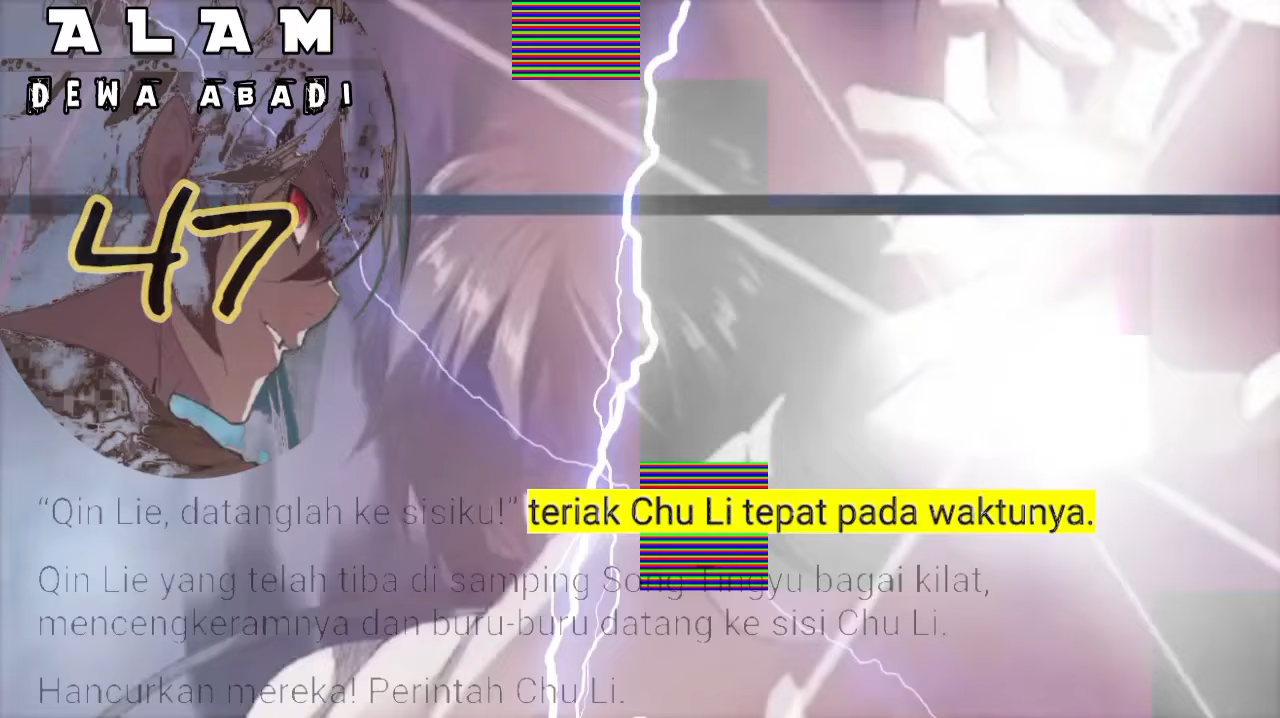 ALAM
DEWA ABADI
47
“Qin Lie, datanglah ke sisiku!” teriak Chu Li tepat pada waktunya.
Qin Lie yang telah tiba di samping Song Tingyu bagai kilat,
mencengkeramnya dan buru-buru datang ke sisi Chu Li.
Hancurkan mereka! Perintah Chu Li.